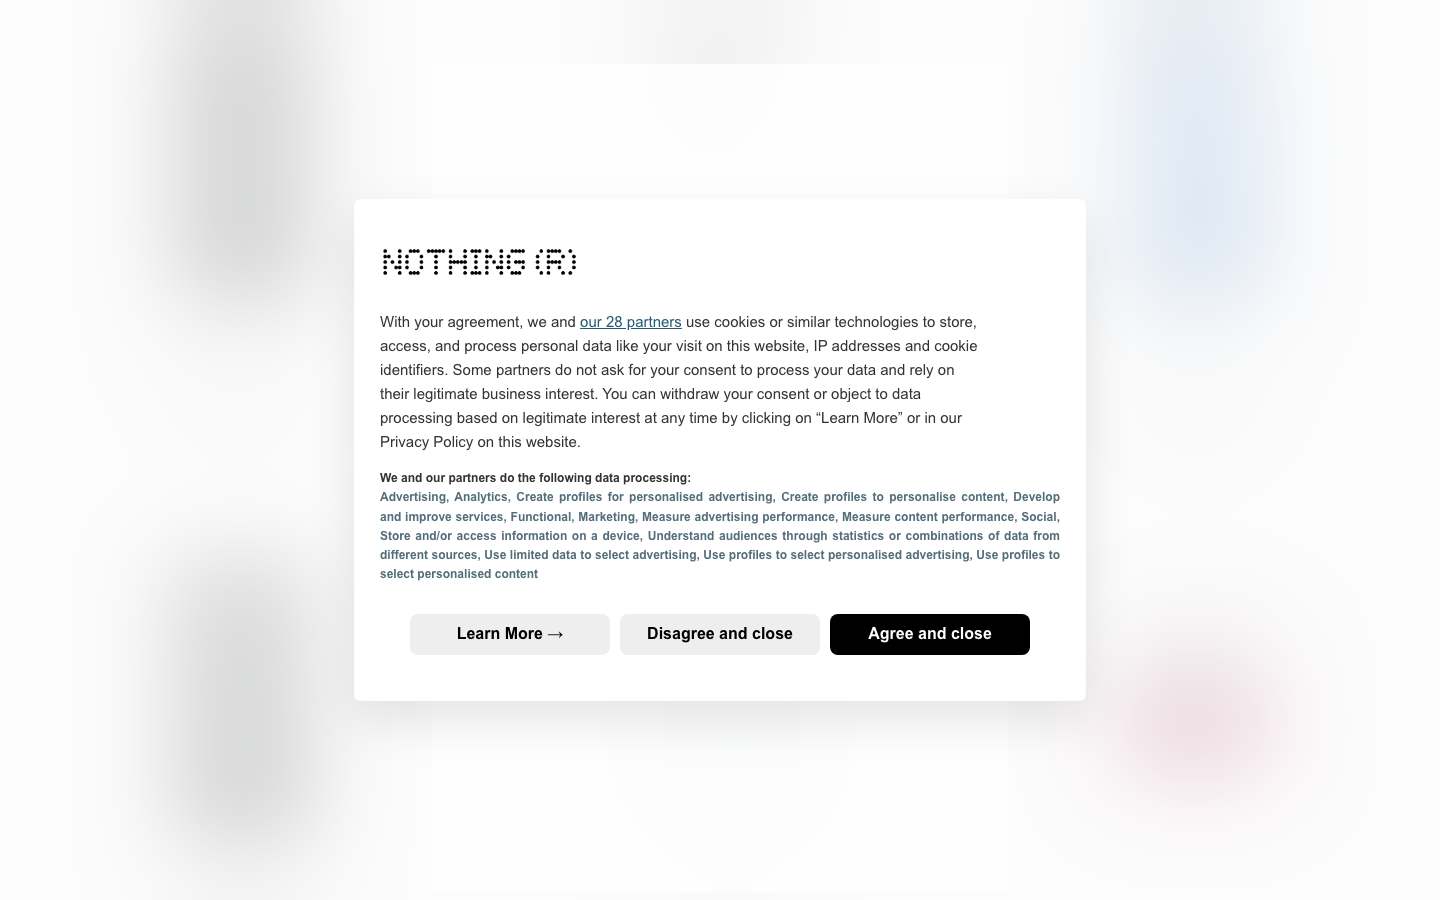 NOTHING (R)
With your agreement, we and our 28 partners use cookies or similar technologies to store,
access, and process personal data like your visit on this website, IP addresses and cookie
identifiers. Some partners do not ask for your consent to process your data and rely on
their legitimate business interest. You can withdraw your consent or object to data
processing based on legitimate interest at any time by clicking on “Learn More” or in our
Privacy Policy on this website.
We and our partners do the following data processing:
Advertising, Analytics, Create profiles for personalised advertising, Create profiles to personalise content, Develop
and improve services, Functional, Marketing, Measure advertising performance, Measure content performance, Social,
Store and/or access information on a device, Understand audiences through statistics or combinations of data from
different sources, Use limited data to select advertising, Use profiles to select personalised advertising, Use profiles to
select personalised content
Learn More → Disagree and close Agree and close